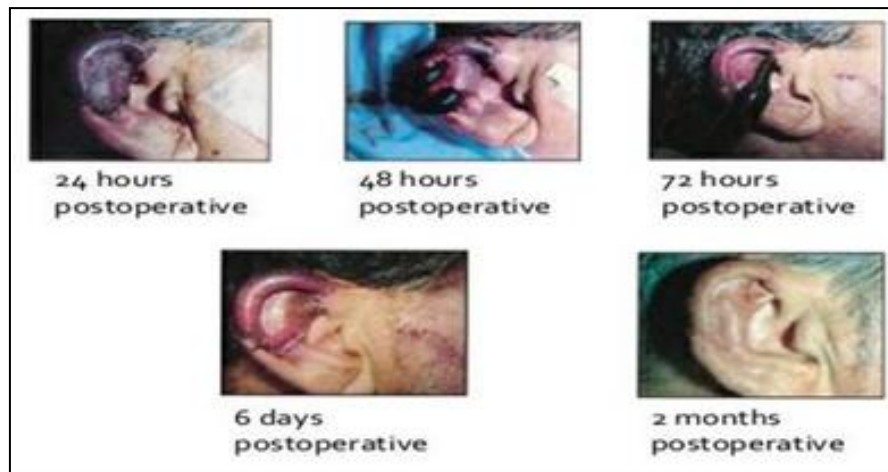 24 hours
postoperative
48 hours
postoperative
72 hours
postoperative
6 days
postoperative
2 months
postoperative